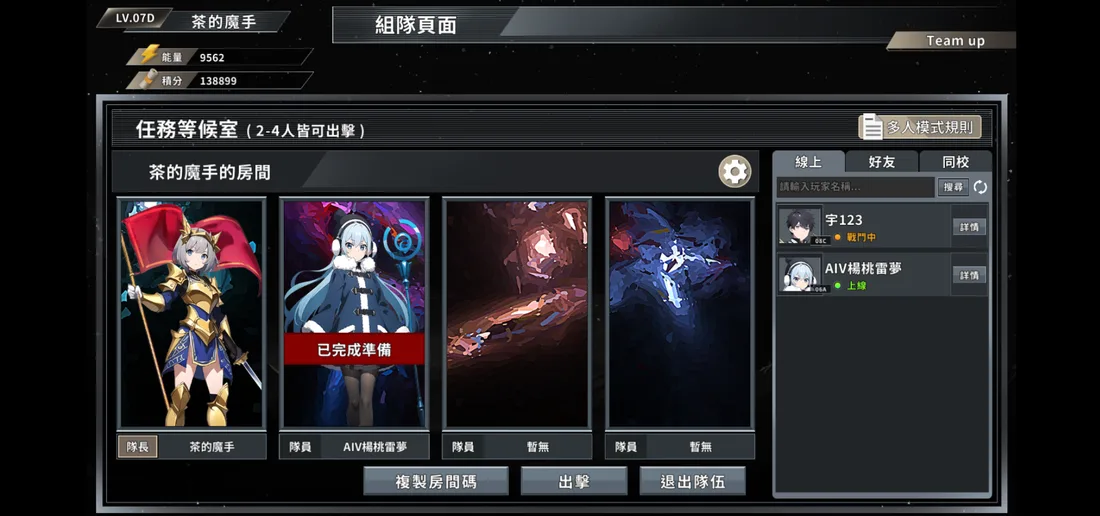 LV.07D
茶的魔手
組隊頁面
Team up
能量 9562
積分 138899
任務等候室 ( 2-4人皆可出擊 )
多人模式規則
茶的魔手的房間
線上 好友 同校
請輸入玩家名稱... 搜尋
宇123
08C
戰鬥中
詳情
AIV楊桃雷夢
06A
上線
詳情
已完成準備
隊長 茶的魔手
隊員 AIV楊桃雷夢
隊員 暫無
隊員 暫無
複製房間碼 出擊 退出隊伍